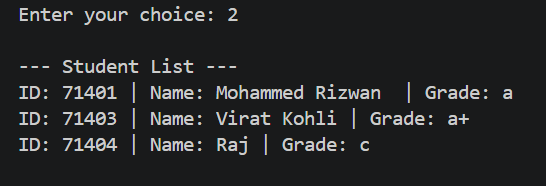 Enter your choice: 2
--- Student List ---
ID: 71401 | Name: Mohammed Rizwan  | Grade: a
ID: 71403 | Name: Virat Kohli | Grade: a+
ID: 71404 | Name: Raj | Grade: c